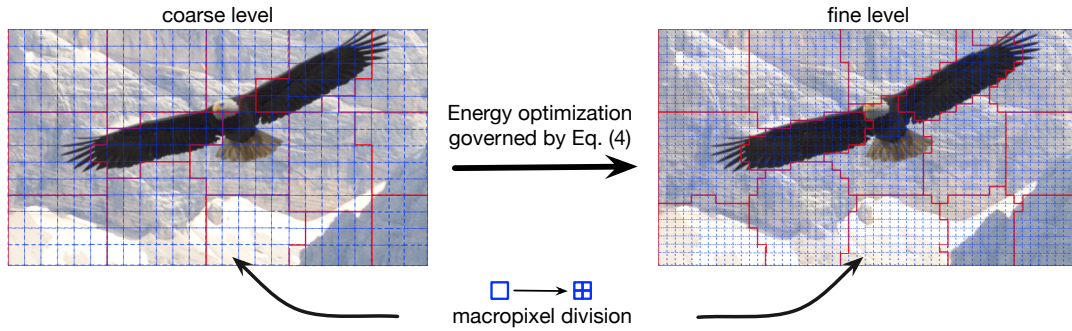 coarse level
fine level
Energy optimization
governed by Eq. (4)
macropixel division